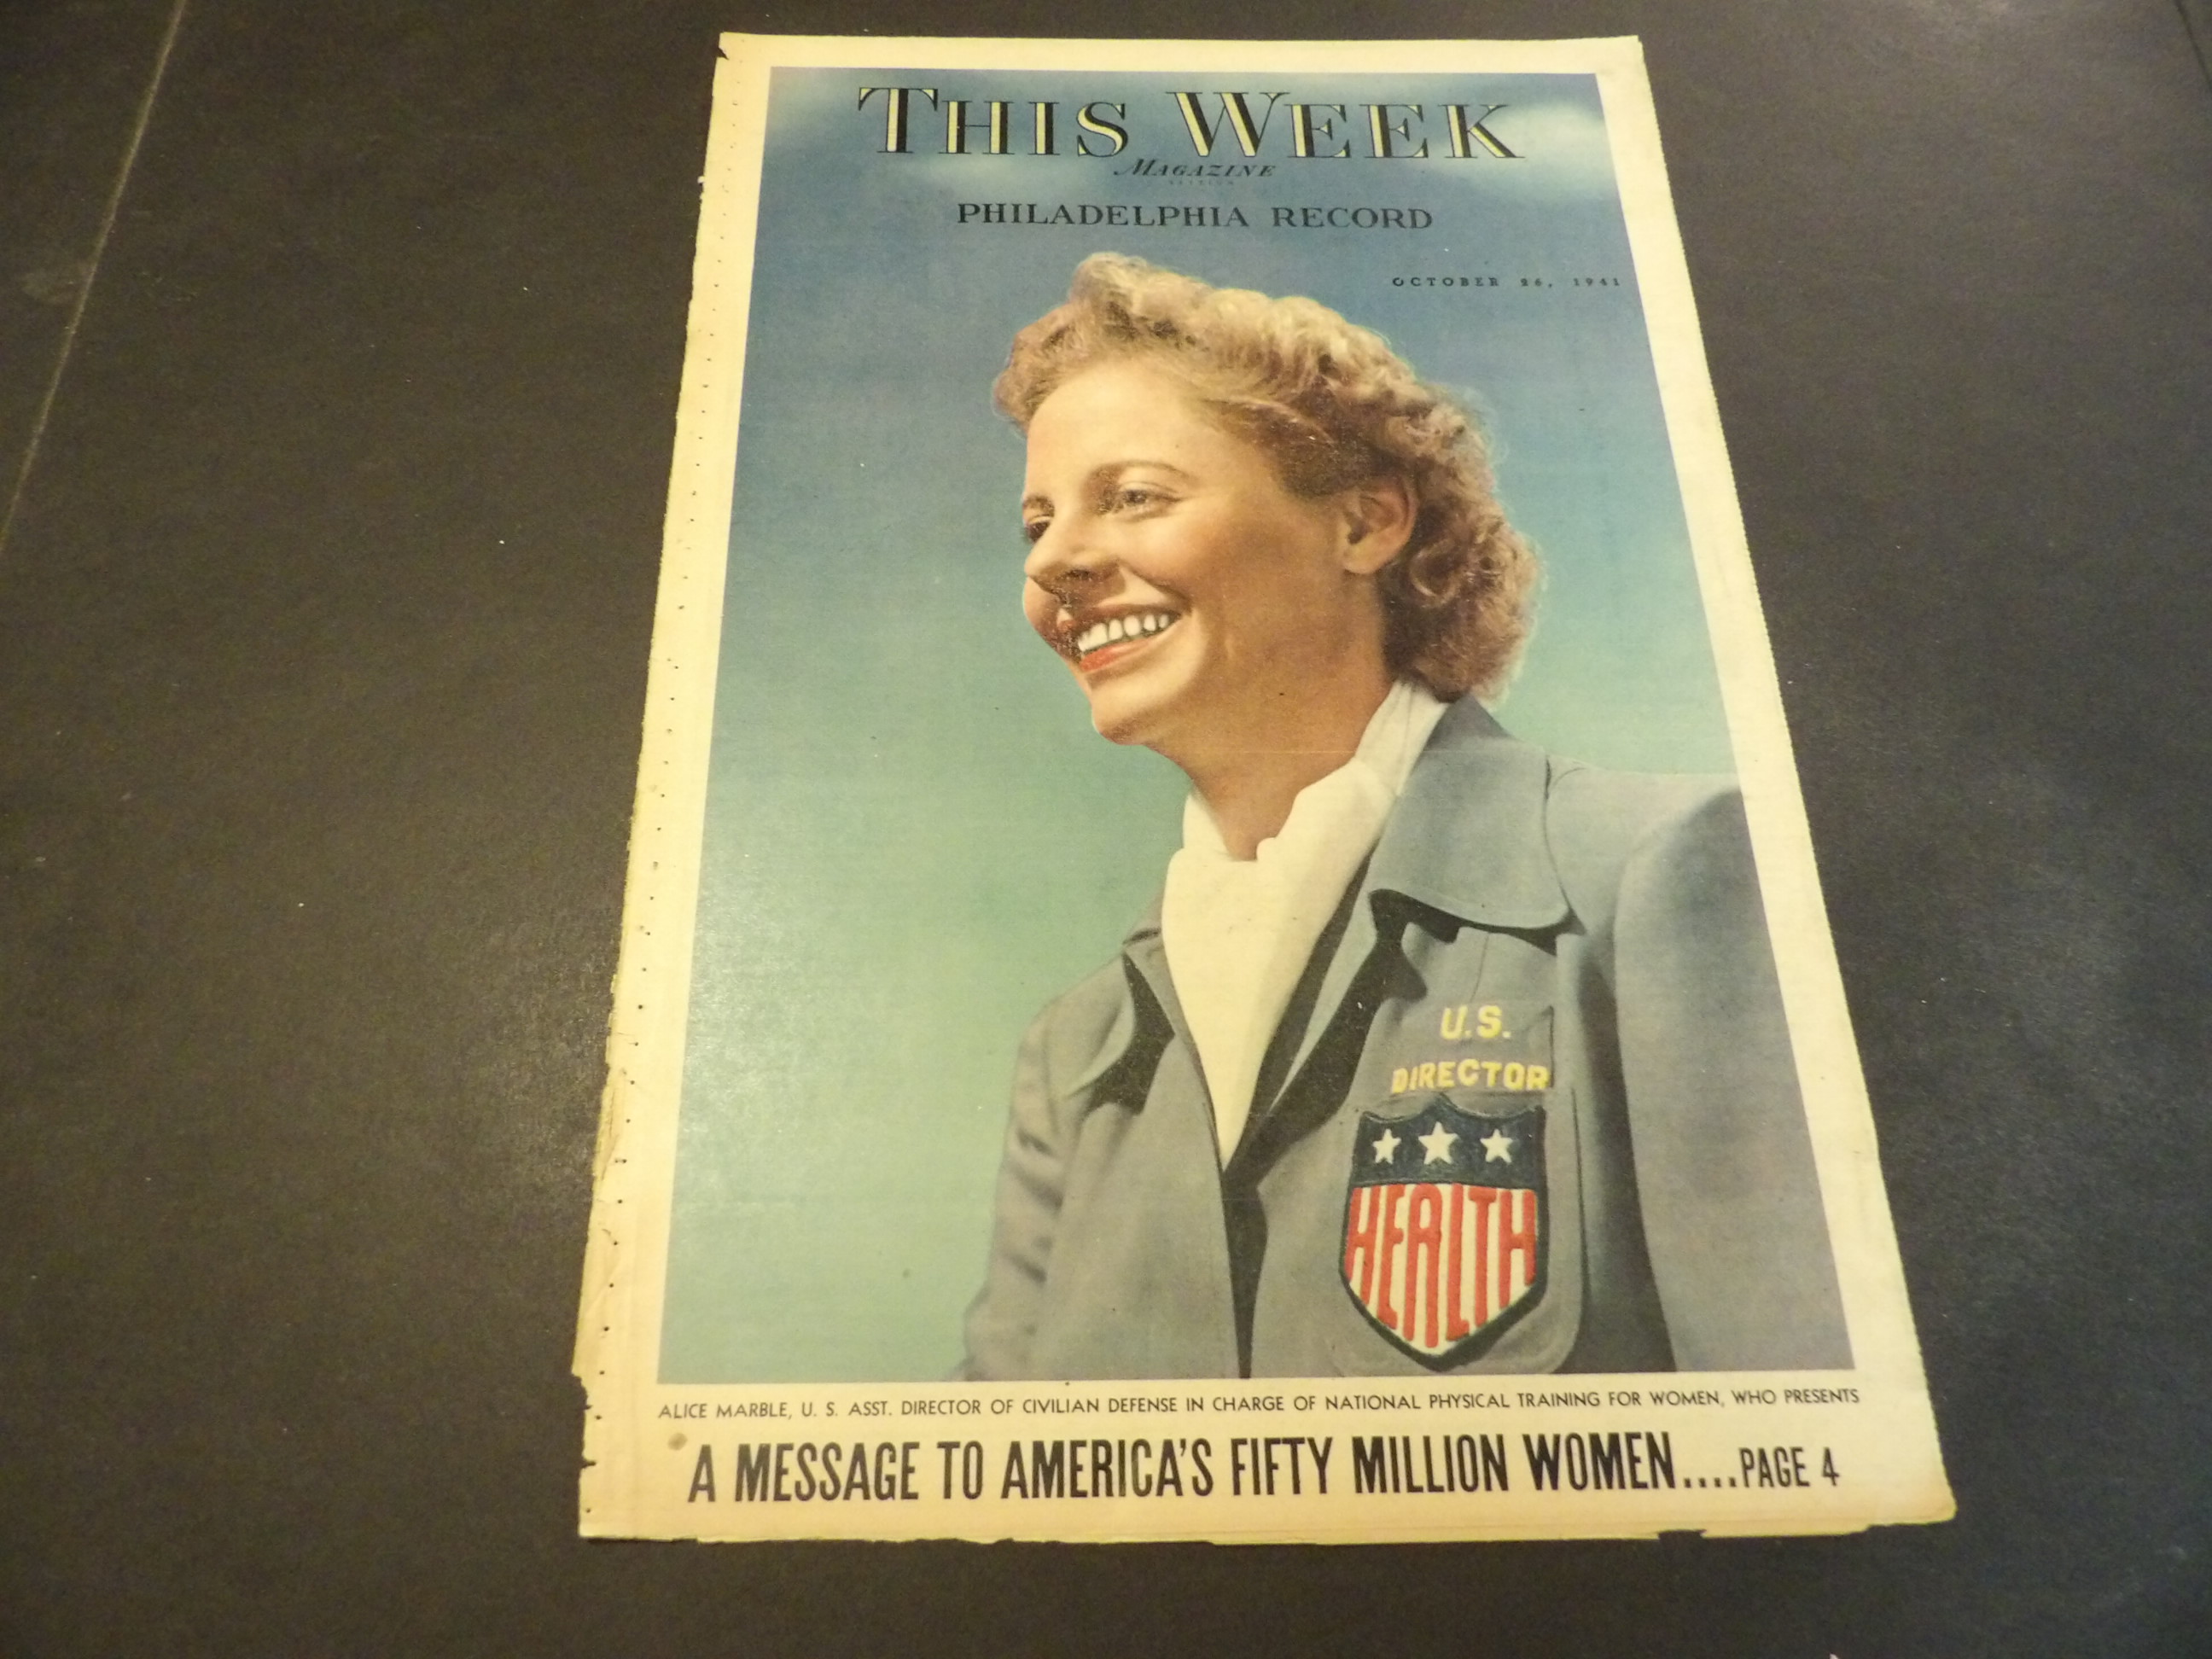 THIS WEEK
MAGAZINE
SECTION
PHILADELPHIA RECORD
OCTOBER 26, 1941
U.S.
DIRECTOR
HEALTH
ALICE MARBLE, U. S. ASST. DIRECTOR OF CIVILIAN DEFENSE IN CHARGE OF NATIONAL PHYSICAL TRAINING FOR WOMEN, WHO PRESENTS
A MESSAGE TO AMERICA'S FIFTY MILLION WOMEN....PAGE 4